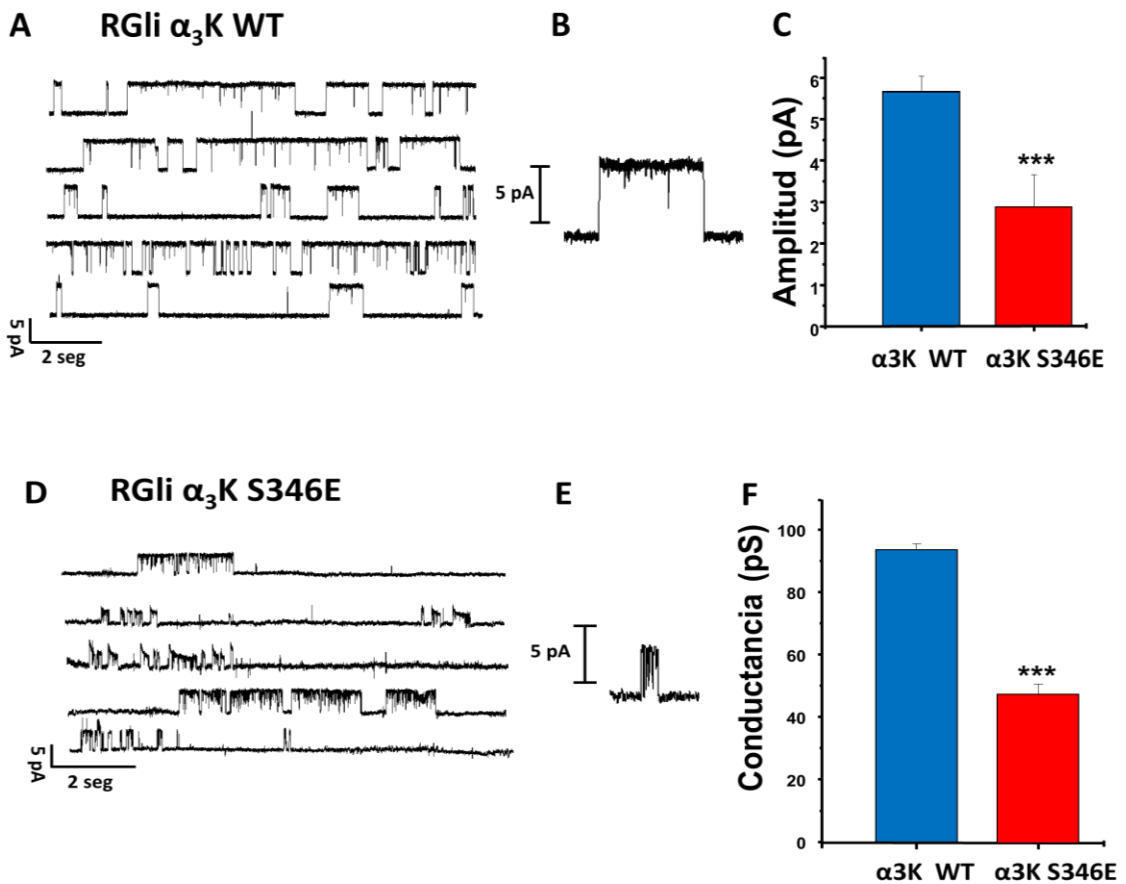 A
RGli α₃K WT
5 pA
2 seg
B
5 pA
C
Amplitud (pA)
6
5
4
3
2
1
0
***
α3K WT
α3K S346E
D
RGli α₃K S346E
5 pA
2 seg
E
5 pA
F
Conductancia (pS)
100
80
60
40
20
0
***
α3K WT
α3K S346E